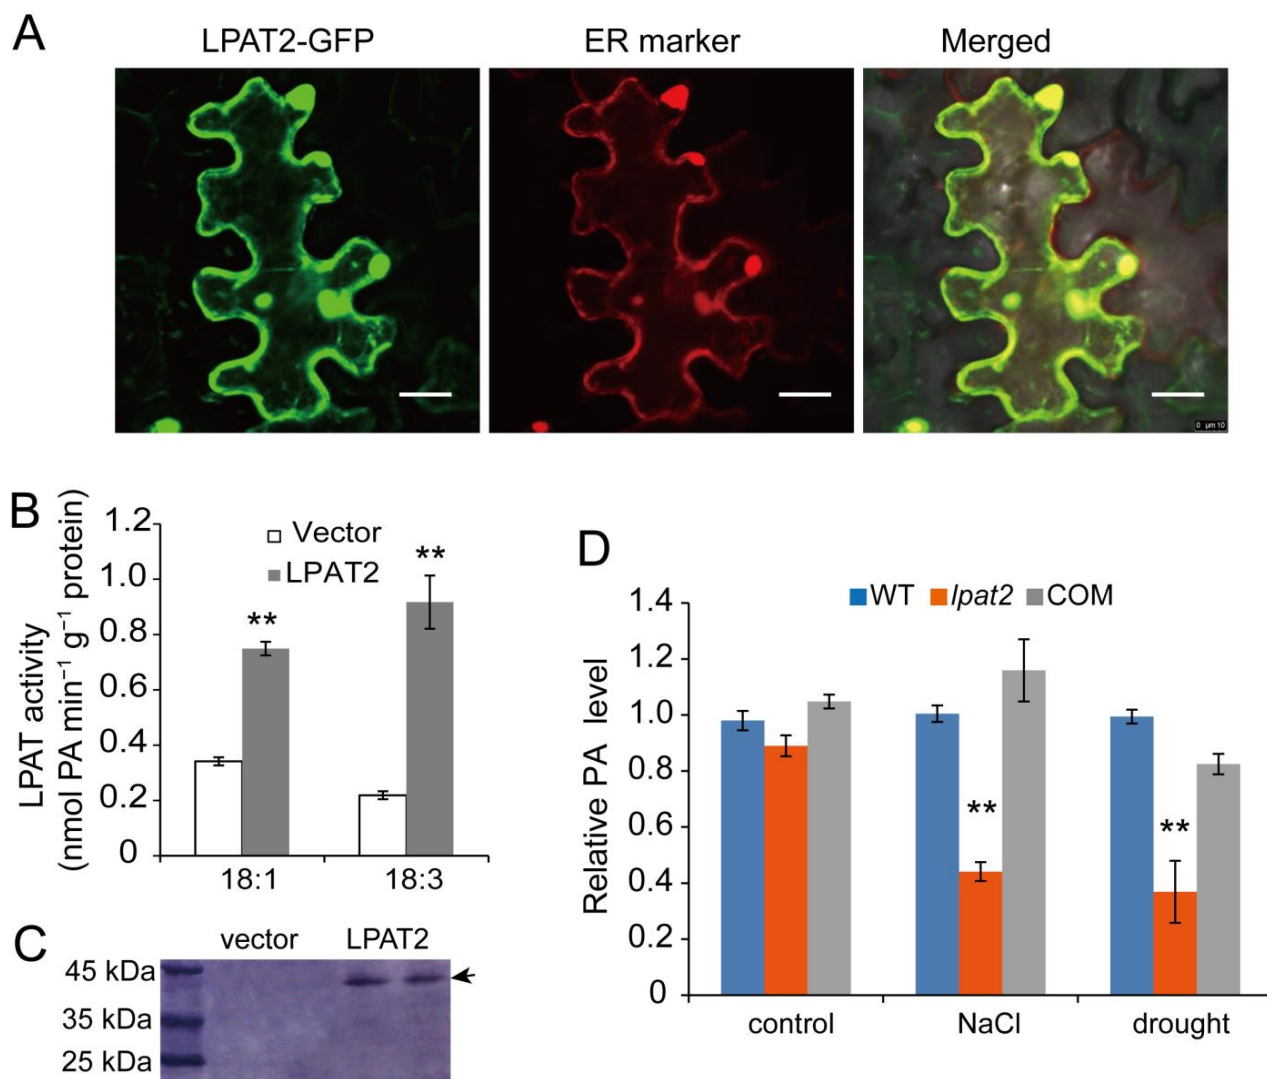 A
LPAT2-GFP
ER marker
Merged
0 µm 10
B
LPAT activity
(nmol PA min⁻¹ g⁻¹ protein)
1.2
1.0
0.8
0.6
0.4
0.2
0
Vector
LPAT2
**
**
18:1
18:3
C
vector
LPAT2
45 kDa
35 kDa
25 kDa
D
WT lpat2 COM
Relative PA level
1.4
1.2
1.0
0.8
0.6
0.4
0.2
0
**
**
control
NaCl
drought